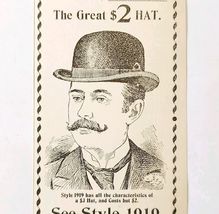 The Great $2 HAT.
Style 1919 has all the characteristics of
a $3 Hat, and Costs but $2.
See Style 1919